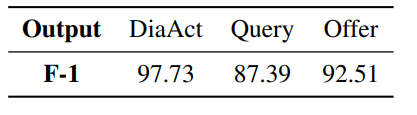 Output DiaAct Query Offer
F-1 97.73 87.39 92.51